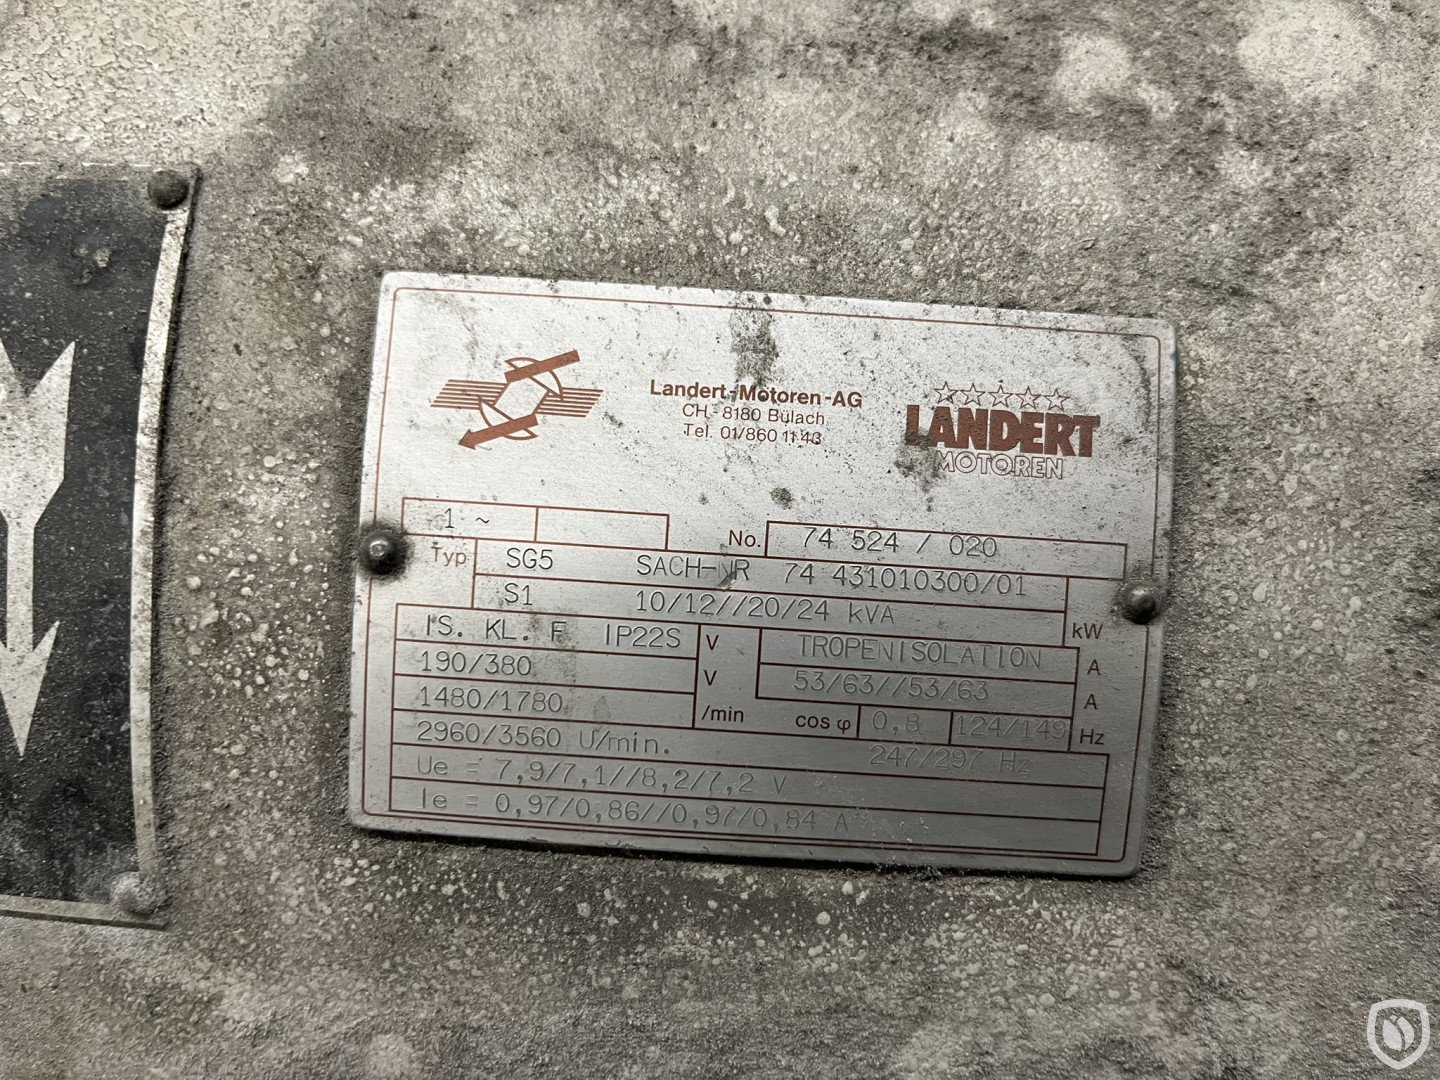 Landert-Motoren-AG
CH-8180 Bülach
Tel. 01/860 11 43
LANDERT
MOTOREN
1 ~
No. 74 524 / 020
Typ SG5 SACH-NR 74 431010300/01
S1 10/12//20/24 kVA kW
IS. KL. F IP22S V TROPENISOLATION A
190/380 V 53/63//53/63 A
1480/1780 /min cos φ 0,8 124/149 Hz
2960/3560 U/min. 247/297 Hz
Ue = 7,9/7,1//8,2/7,2 V
Ie = 0,97/0,86//0,97/0,84 A